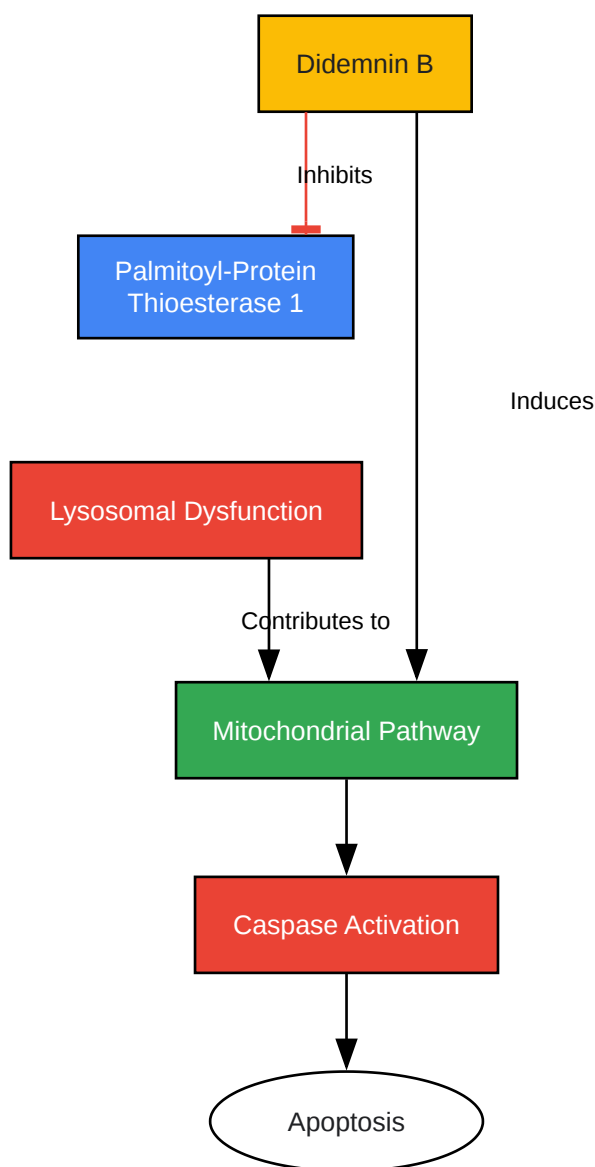 Didemnin B
Inhibits
Palmitoyl-Protein
Thioesterase 1
Induces
Lysosomal Dysfunction
Contributes to
Mitochondrial Pathway
Caspase Activation
Apoptosis